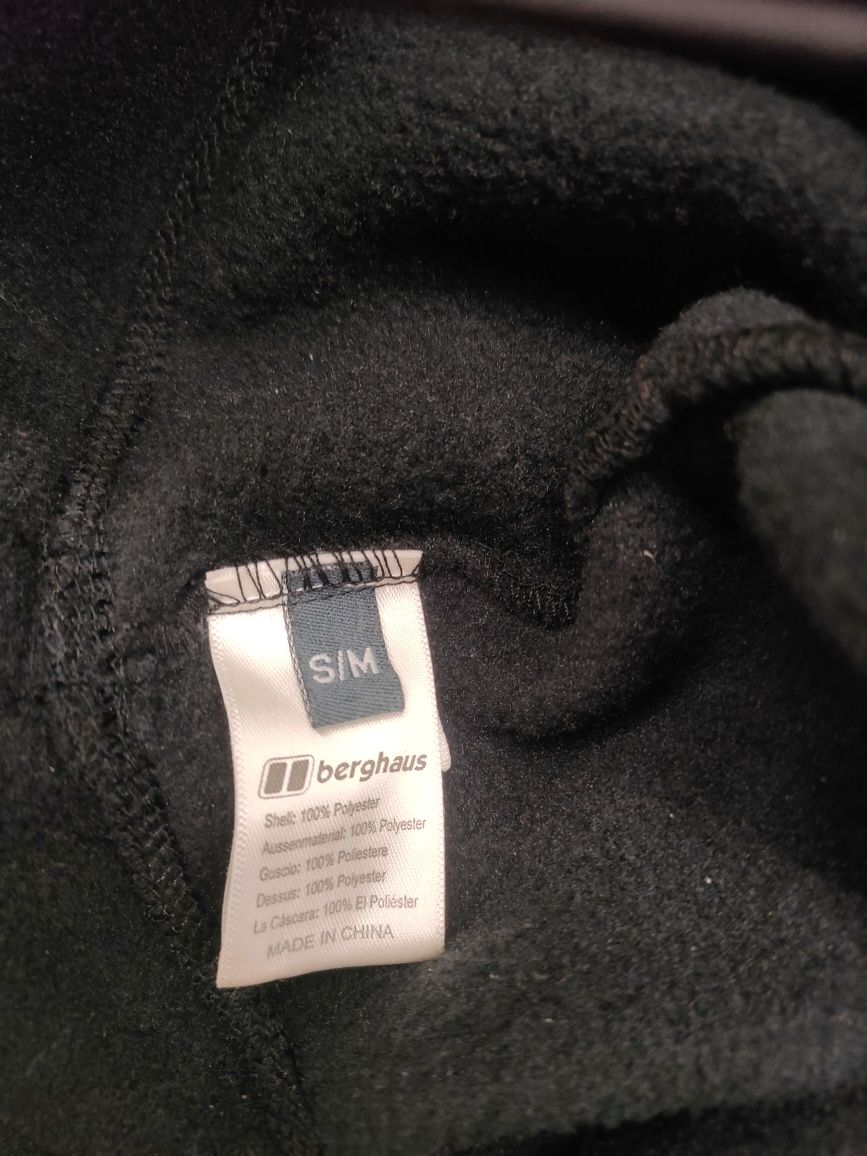 S/M
berghaus
Shell: 100% Polyester
Aussenmaterial: 100% Polyester
Guscio: 100% Poliestere
Dessus: 100% Polyester
La Cáscara: 100% El Poliéster
MADE IN CHINA